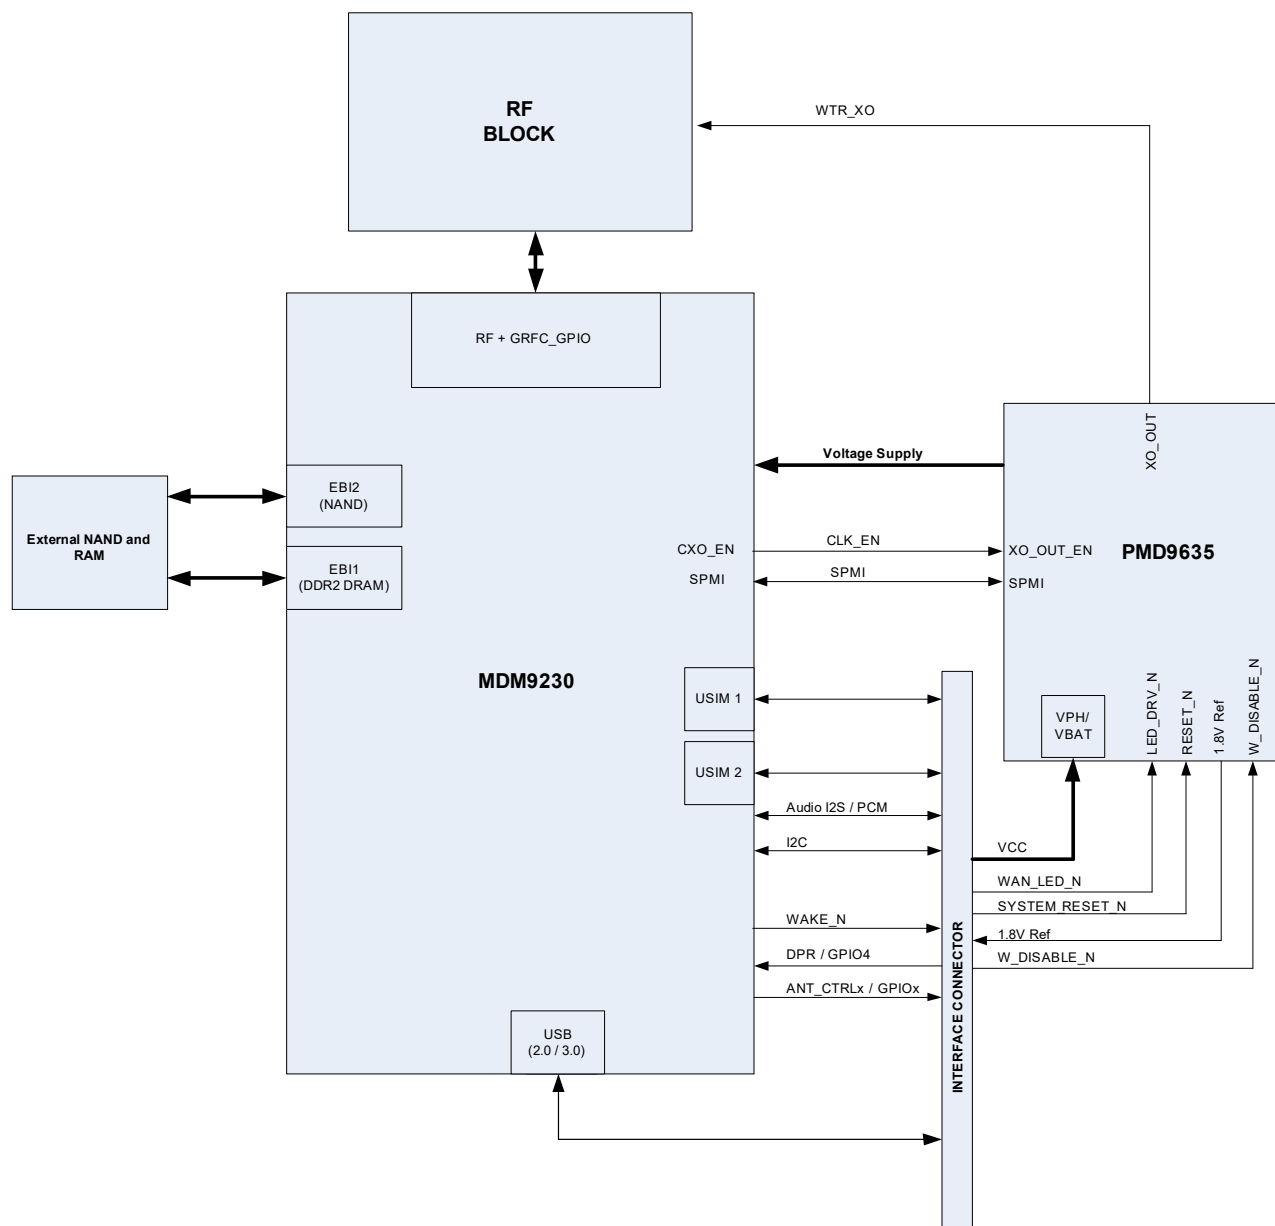 RF
BLOCK
WTR_XO
RF + GRFC_GPIO
XO_OUT
Voltage Supply
EBI2
(NAND)
External NAND and
RAM
EBI1
(DDR2 DRAM)
CXO_EN
CLK_EN
XO_OUT_EN
PMD9635
SPMI
SPMI
SPMI
MDM9230
USIM 1
USIM 2
VPH/
VBAT
LED_DRV_N
RESET_N
1.8V Ref
W_DISABLE_N
Audio I2S / PCM
I2C
VCC
WAN_LED_N
SYSTEM_RESET_N
WAKE_N
1.8V Ref
DPR / GPIO4
W_DISABLE_N
ANT_CTRLx / GPIOx
INTERFACE CONNECTOR
USB
(2.0 / 3.0)